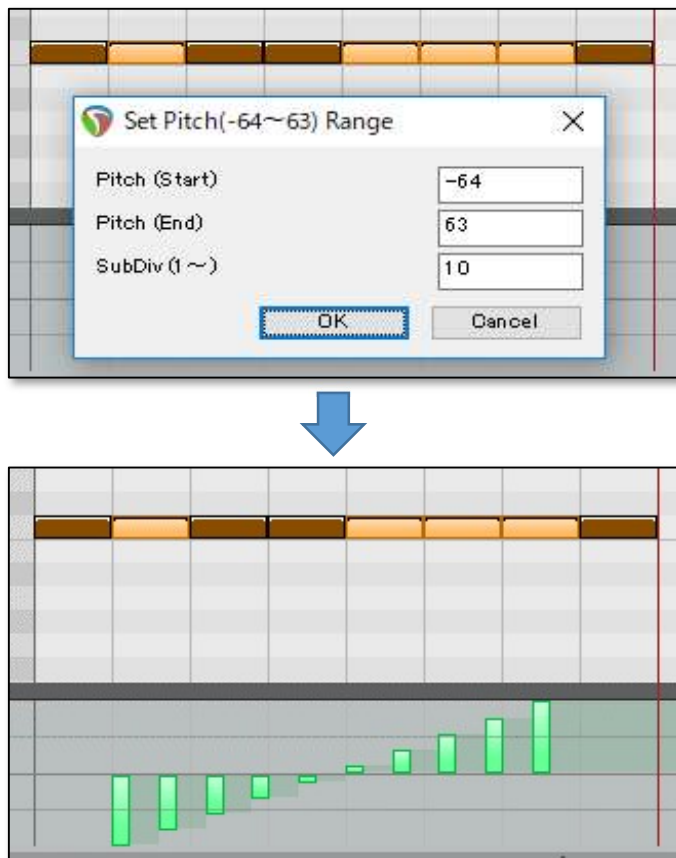 Set Pitch(-64～63) Range
Pitch (Start) -64
Pitch (End) 63
SubDiv (1～) 10
OK Cancel